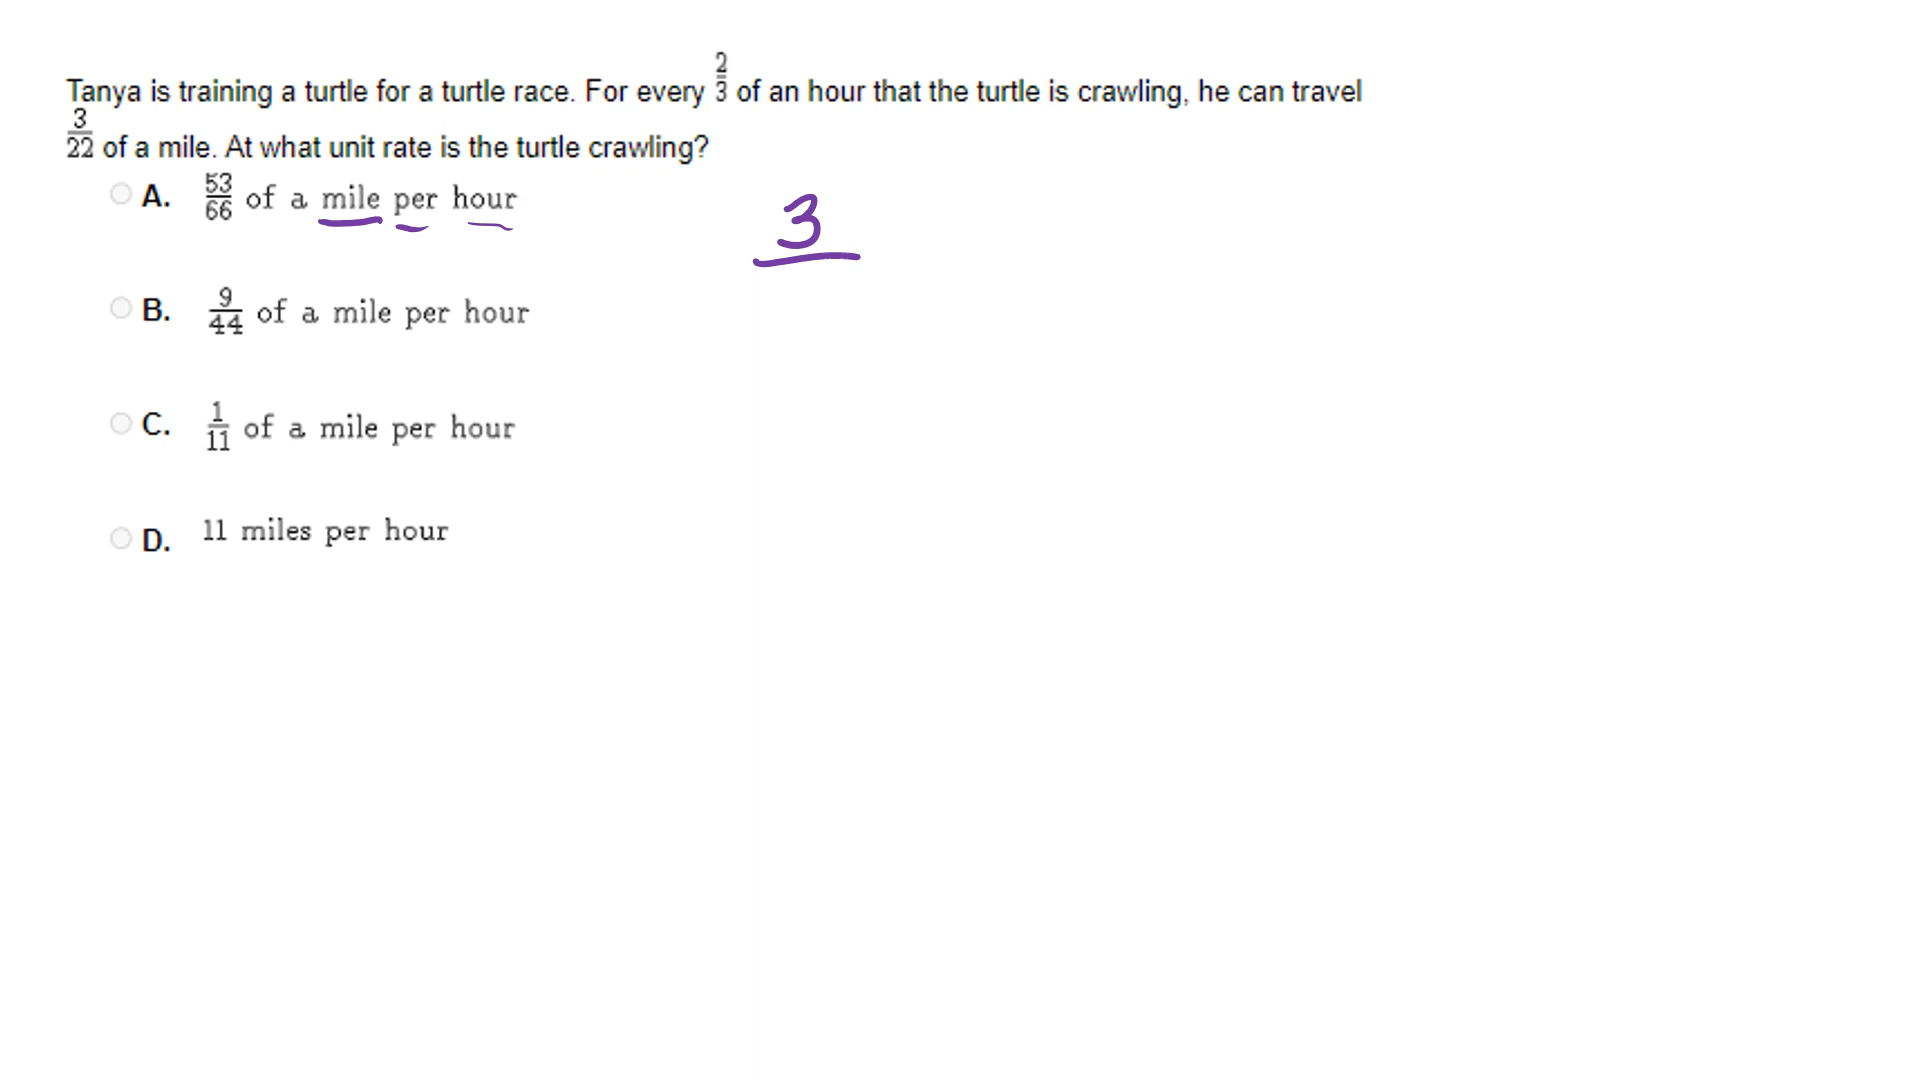 Tanya is training a turtle for a turtle race. For every 2/3 of an hour that the turtle is crawling, he can travel
3/22 of a mile. At what unit rate is the turtle crawling?
A. 53/66 of a mile per hour
3
B. 9/44 of a mile per hour
C. 1/11 of a mile per hour
D. 11 miles per hour